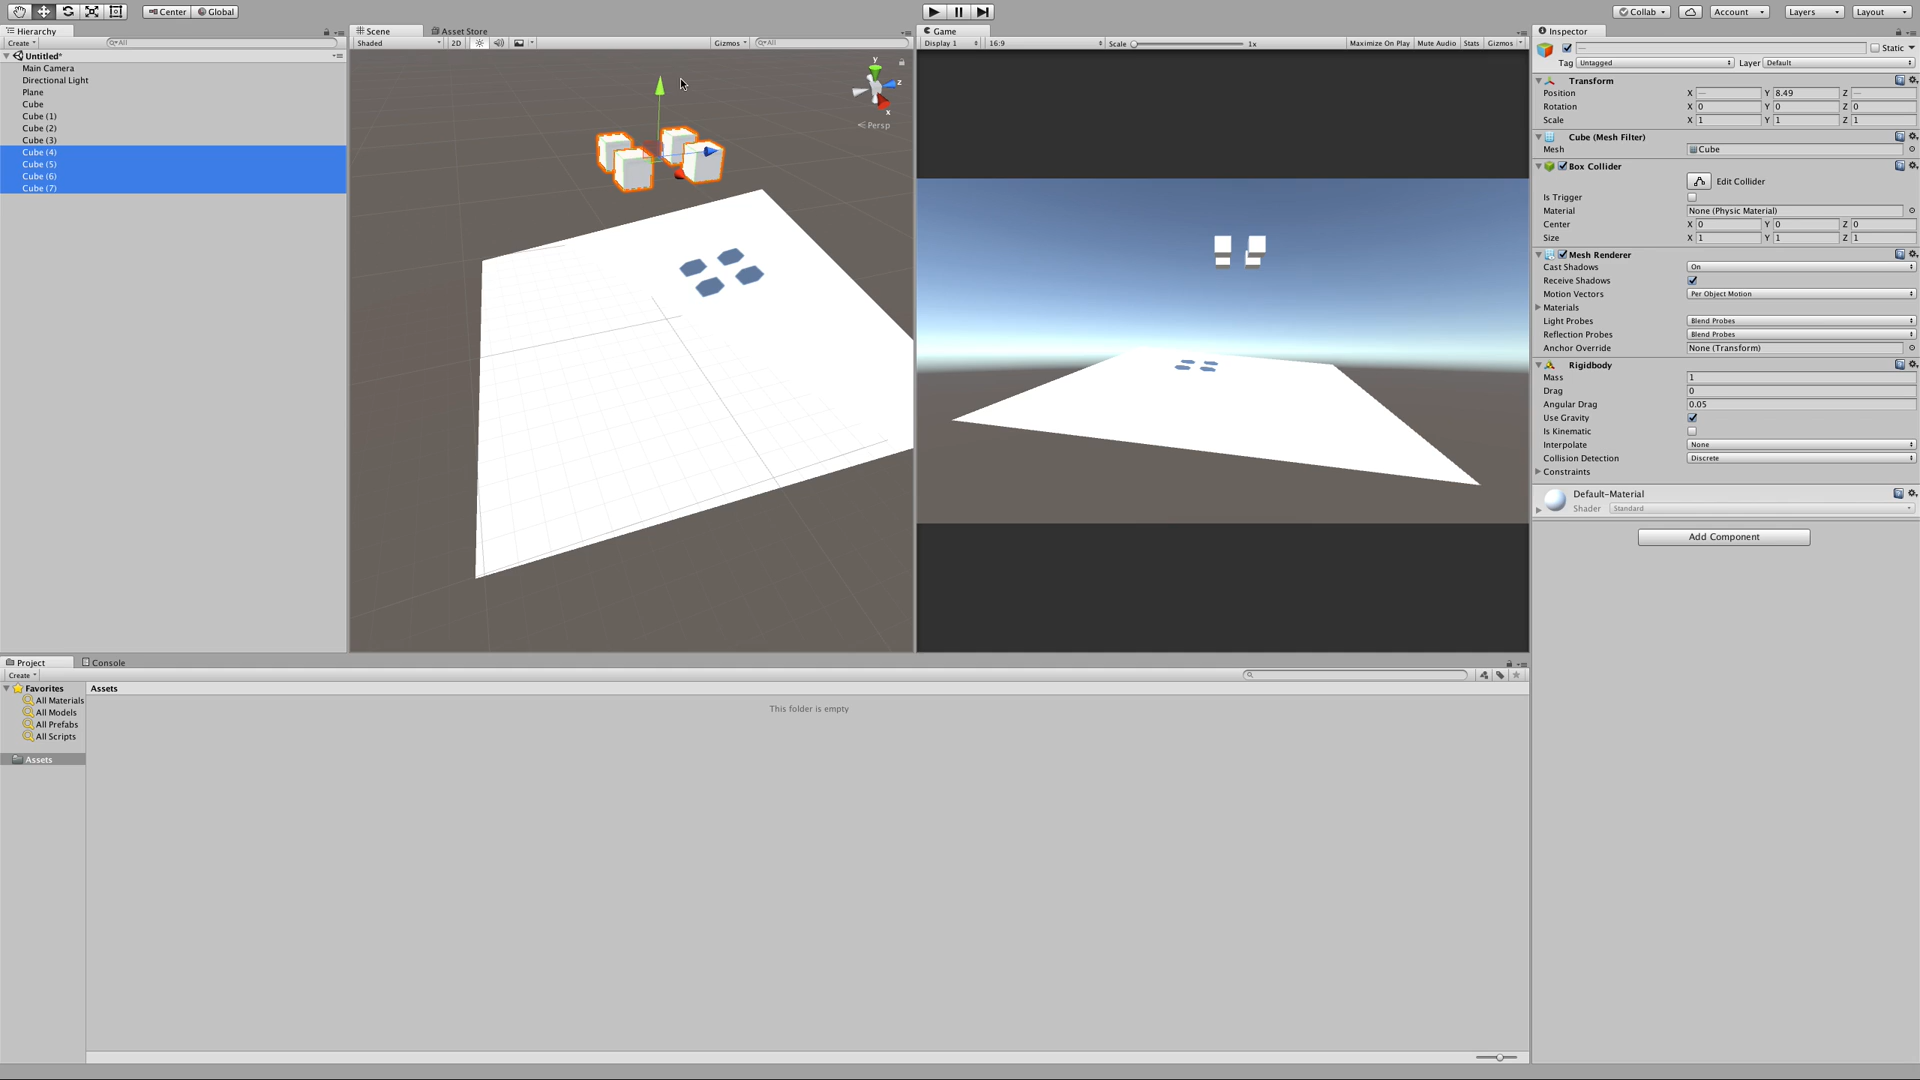 Center Global
Collab Account Layers Layout
Hierarchy
Create All
Untitled*
Main Camera
Directional Light
Plane
Cube
Cube (1)
Cube (2)
Cube (3)
Cube (4)
Cube (5)
Cube (6)
Cube (7)
Scene Asset Store
Shaded 2D Gizmos All
y
z
x
Persp
Game
Display 1 16:9 Scale 1x Maximize On Play Mute Audio Stats Gizmos
Inspector
Static
Tag Untagged Layer Default
Transform
Position X — Y 8.49 Z —
Rotation X 0 Y 0 Z 0
Scale X 1 Y 1 Z 1
Cube (Mesh Filter)
Mesh Cube
Box Collider
Edit Collider
Is Trigger
Material None (Physic Material)
Center X 0 Y 0 Z 0
Size X 1 Y 1 Z 1
Mesh Renderer
Cast Shadows On
Receive Shadows
Motion Vectors Per Object Motion
Materials
Light Probes Blend Probes
Reflection Probes Blend Probes
Anchor Override None (Transform)
Rigidbody
Mass 1
Drag 0
Angular Drag 0.05
Use Gravity
Is Kinematic
Interpolate None
Collision Detection Discrete
Constraints
Default-Material
Shader Standard
Add Component
Project Console
Create
Favorites
All Materials
All Models
All Prefabs
All Scripts
Assets
Assets
This folder is empty